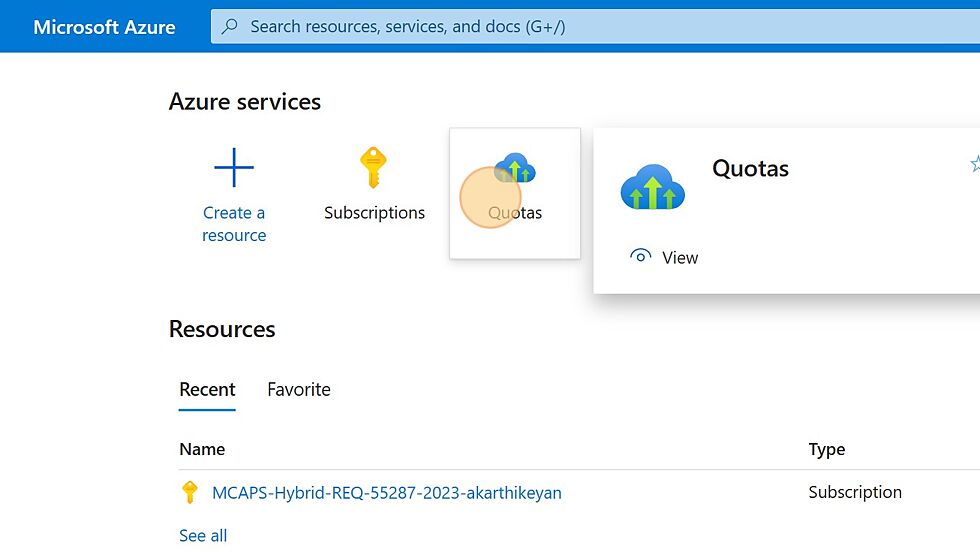 Microsoft Azure
Search resources, services, and docs (G+/)
Azure services
Create a
resource
Subscriptions
Quotas
Quotas
View
Resources
Recent
Favorite
Name
Type
MCAPS-Hybrid-REQ-55287-2023-akarthikeyan
Subscription
See all